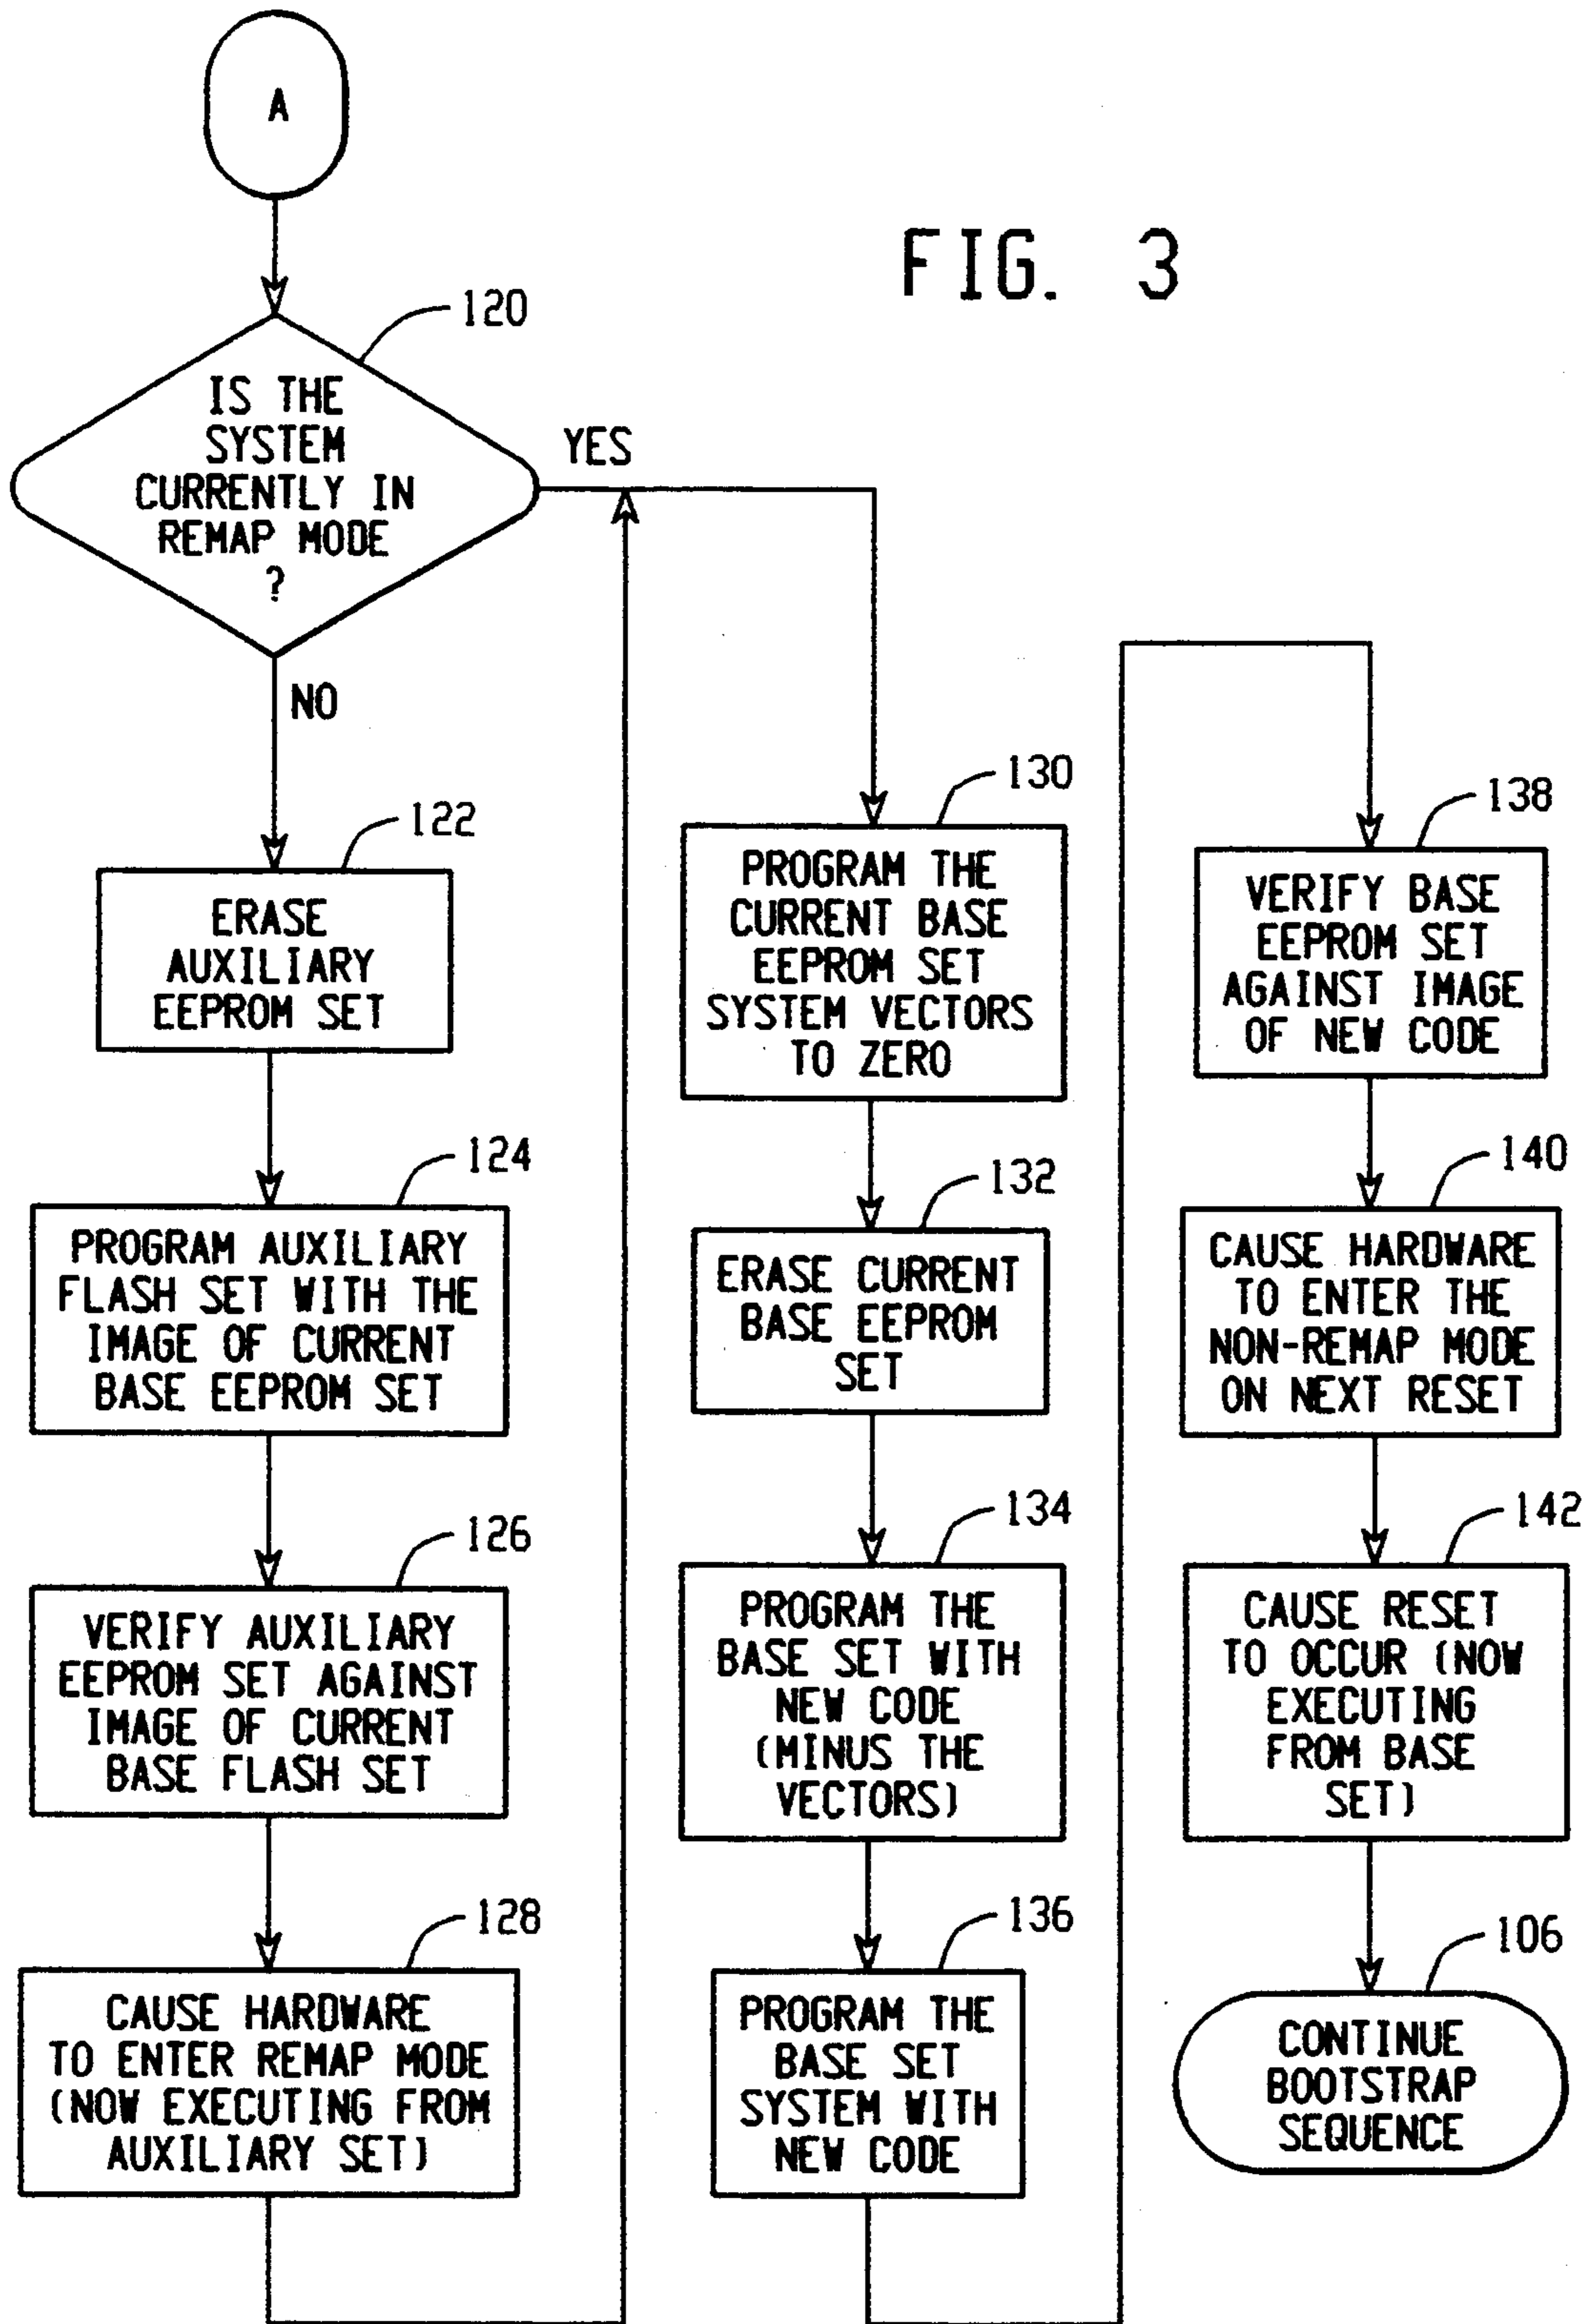 A
FIG. 3
120
IS THE
SYSTEM
CURRENTLY IN
REMAP MODE
?
YES
NO
122
ERASE
AUXILIARY
EEPROM SET
124
PROGRAM AUXILIARY
FLASH SET WITH THE
IMAGE OF CURRENT
BASE EEPROM SET
126
VERIFY AUXILIARY
EEPROM SET AGAINST
IMAGE OF CURRENT
BASE FLASH SET
128
CAUSE HARDWARE
TO ENTER REMAP MODE
(NOW EXECUTING FROM
AUXILIARY SET)
130
PROGRAM THE
CURRENT BASE
EEPROM SET
SYSTEM VECTORS
TO ZERO
132
ERASE CURRENT
BASE EEPROM
SET
134
PROGRAM THE
BASE SET WITH
NEW CODE
(MINUS THE
VECTORS)
136
PROGRAM THE
BASE SET
SYSTEM WITH
NEW CODE
138
VERIFY BASE
EEPROM SET
AGAINST IMAGE
OF NEW CODE
140
CAUSE HARDWARE
TO ENTER THE
NON-REMAP MODE
ON NEXT RESET
142
CAUSE RESET
TO OCCUR (NOW
EXECUTING
FROM BASE
SET)
106
CONTINUE
BOOTSTRAP
SEQUENCE